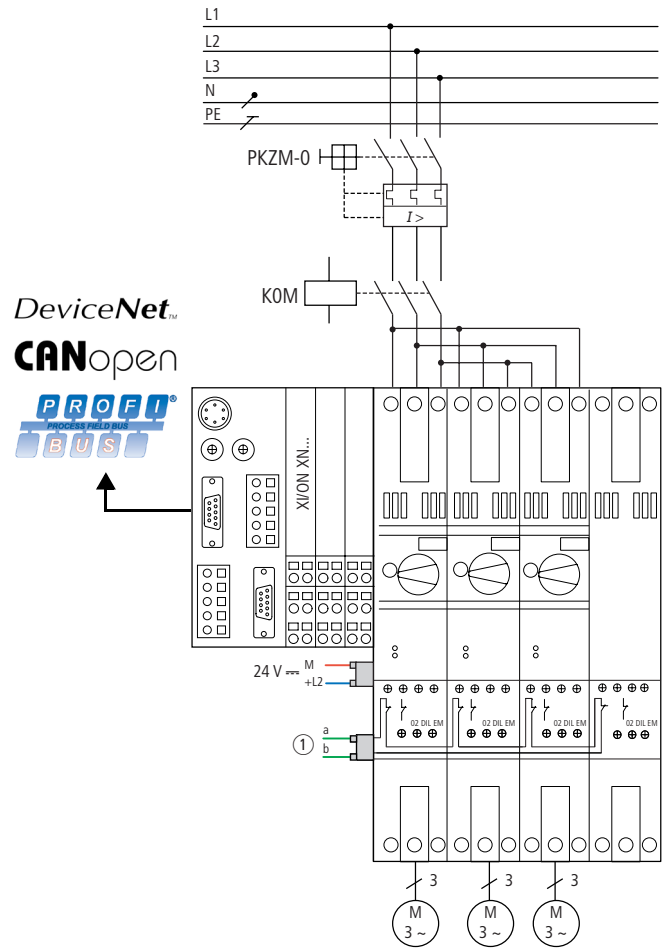 L1
L2
L3
N
PE
PKZM-0
I >
K0M
DeviceNet™
CANopen
PROFI®
PROCESS FIELD BUS
BUS
XI/ON XN...
24 V M
+L2
02 DIL EM
02 DIL EM
02 DIL EM
02 DIL EM
① a
b
3
3
3
M
3 ~
M
3 ~
M
3 ~